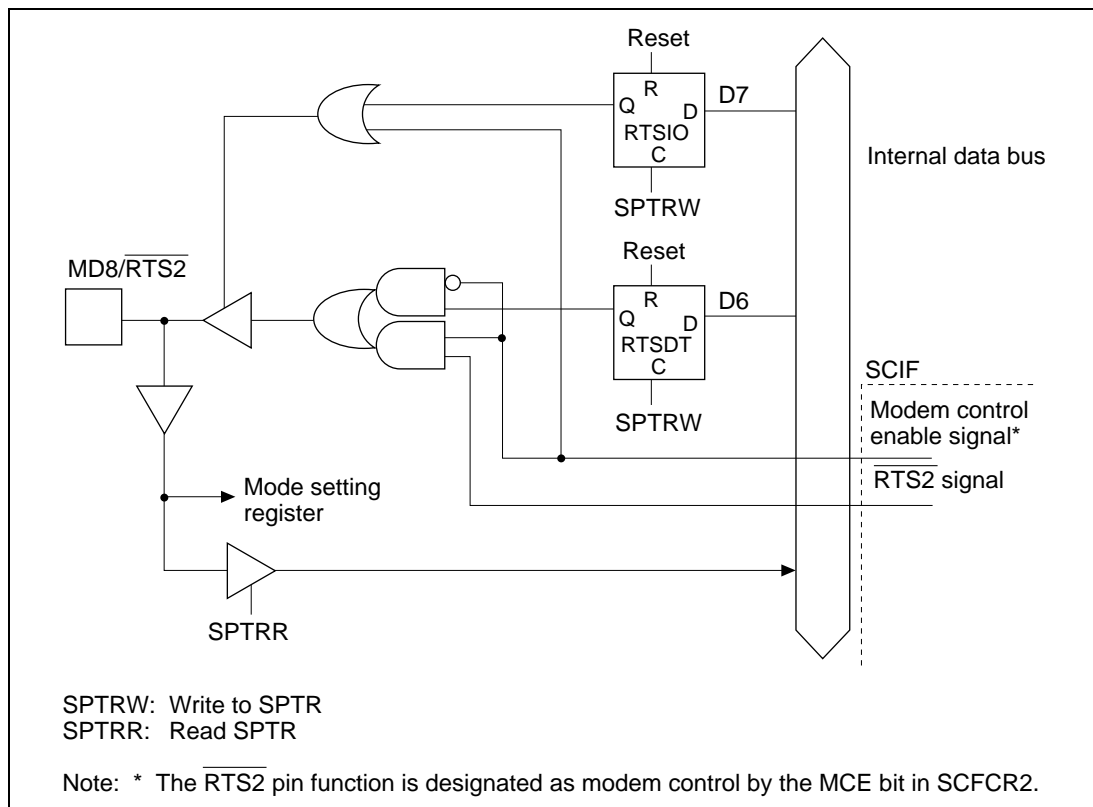 Reset
R
Q
D
D7
RTSIO
C
Internal data bus
SPTRW
Reset
MD8/RTS2
R
Q
D
D6
RTSDT
C
SCIF
SPTRW
Modem control
enable signal*
RTS2 signal
Mode setting
register
SPTRR
SPTRW: Write to SPTR
SPTRR: Read SPTR
Note: * The RTS2 pin function is designated as modem control by the MCE bit in SCFCR2.